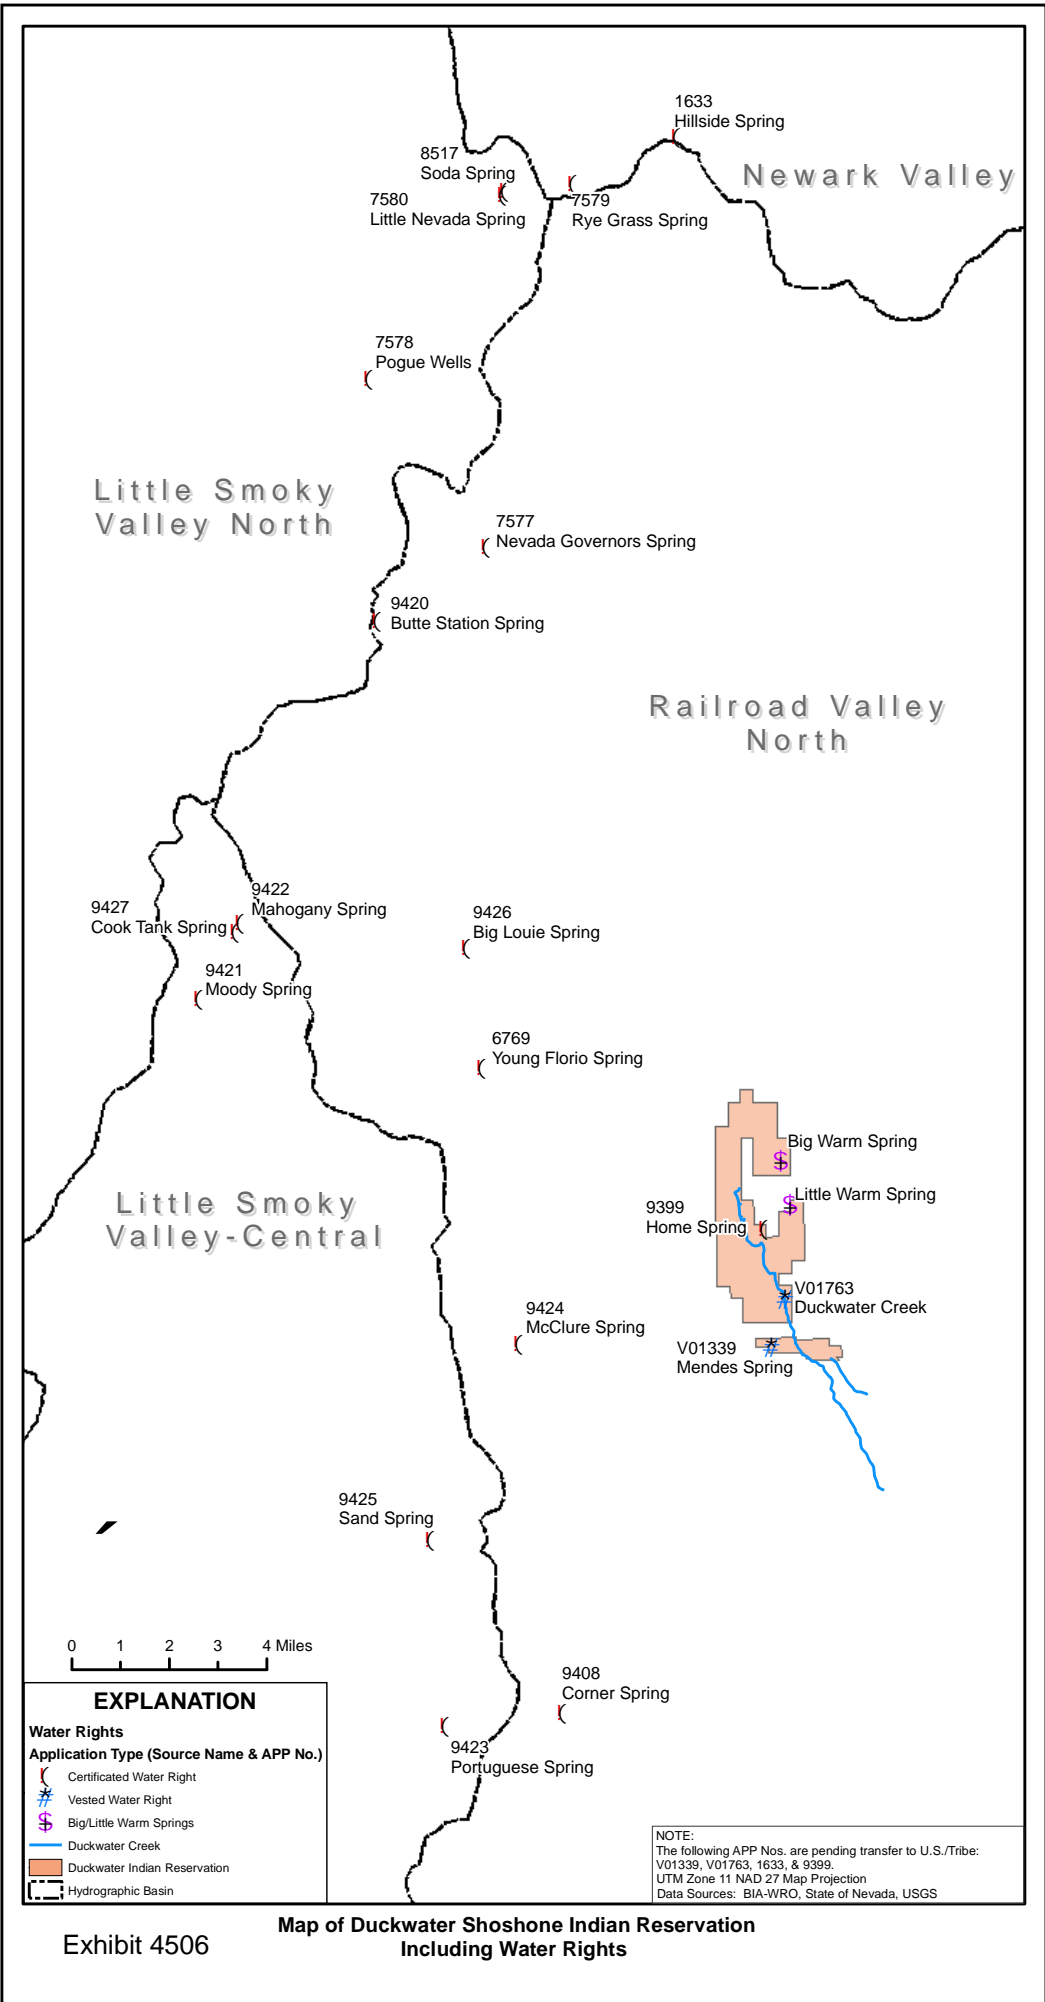 1633
Hillside Spring
Newark Valley
8517
Soda Spring
7580
Little Nevada Spring
7579
Rye Grass Spring
7578
Pogue Wells
Little Smoky
Valley North
7577
Nevada Governors Spring
9420
Butte Station Spring
Railroad Valley
North
9422
Mahogany Spring
9427
Cook Tank Spring
9426
Big Louie Spring
9421
Moody Spring
6769
Young Florio Spring
Big Warm Spring
Little Warm Spring
Little Smoky
Valley-Central
9399
Home Spring
V01763
Duckwater Creek
9424
McClure Spring
V01339
Mendes Spring
9425
Sand Spring
0 1 2 3 4 Miles
9408
Corner Spring
9423
Portuguese Spring
EXPLANATION
Water Rights
Application Type (Source Name & APP No.)
Certificated Water Right
Vested Water Right
Big/Little Warm Springs
Duckwater Creek
Duckwater Indian Reservation
Hydrographic Basin
NOTE:
The following APP Nos. are pending transfer to U.S./Tribe:
V01339, V01763, 1633, & 9399.
UTM Zone 11 NAD 27 Map Projection
Data Sources: BIA-WRO, State of Nevada, USGS
Map of Duckwater Shoshone Indian Reservation
Including Water Rights
Exhibit 4506